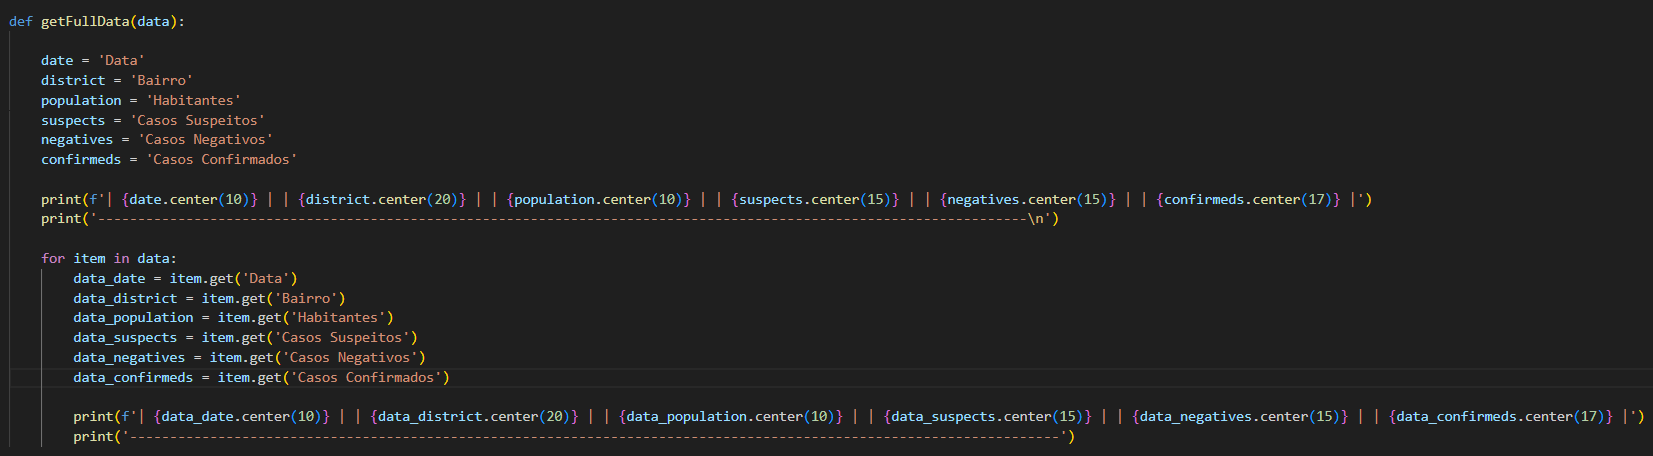 def getFullData(data):
    date = 'Data'
    district = 'Bairro'
    population = 'Habitantes'
    suspects = 'Casos Suspeitos'
    negatives = 'Casos Negativos'
    confirmeds = 'Casos Confirmados'
    print(f'| {date.center(10)} | | {district.center(20)} | | {population.center(10)} | | {suspects.center(15)} | | {negatives.center(15)} | | {confirmeds.center(17)} |')
    print('--------------------------------------------------------------------------------------------------------------------\n')
    for item in data:
        data_date = item.get('Data')
        data_district = item.get('Bairro')
        data_population = item.get('Habitantes')
        data_suspects = item.get('Casos Suspeitos')
        data_negatives = item.get('Casos Negativos')
        data_confirmeds = item.get('Casos Confirmados')
        print(f'| {data_date.center(10)} | | {data_district.center(20)} | | {data_population.center(10)} | | {data_suspects.center(15)} | | {data_negatives.center(15)} | | {data_confirmeds.center(17)} |')
        print('--------------------------------------------------------------------------------------------------------------------')